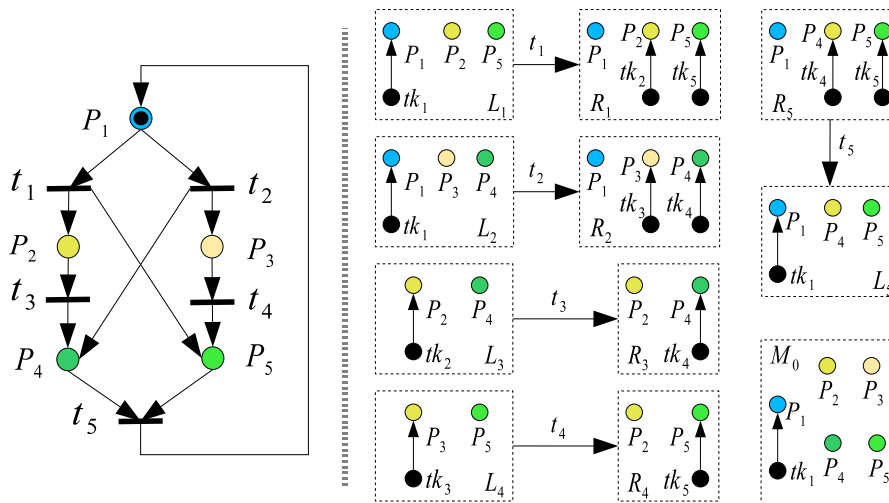 P1
t1
t2
P2
P3
t3
t4
P4
P5
t5
P1 P2 P5
tk1 L1
t1
P1 P2 P5
tk2 tk5
R1
P1 P3 P4
tk1 L2
t2
P1 P3 P4
tk3 tk4
R2
P2 P4
tk2 L3
t3
P2 P4
R3 tk4
P3 P5
tk3 L4
t4
P2 P5
R4 tk5
P1 P4 P5
tk4 tk5
R5
t5
P1 P4 P5
tk1
M0
P2 P3
P1
P4 P5
tk1